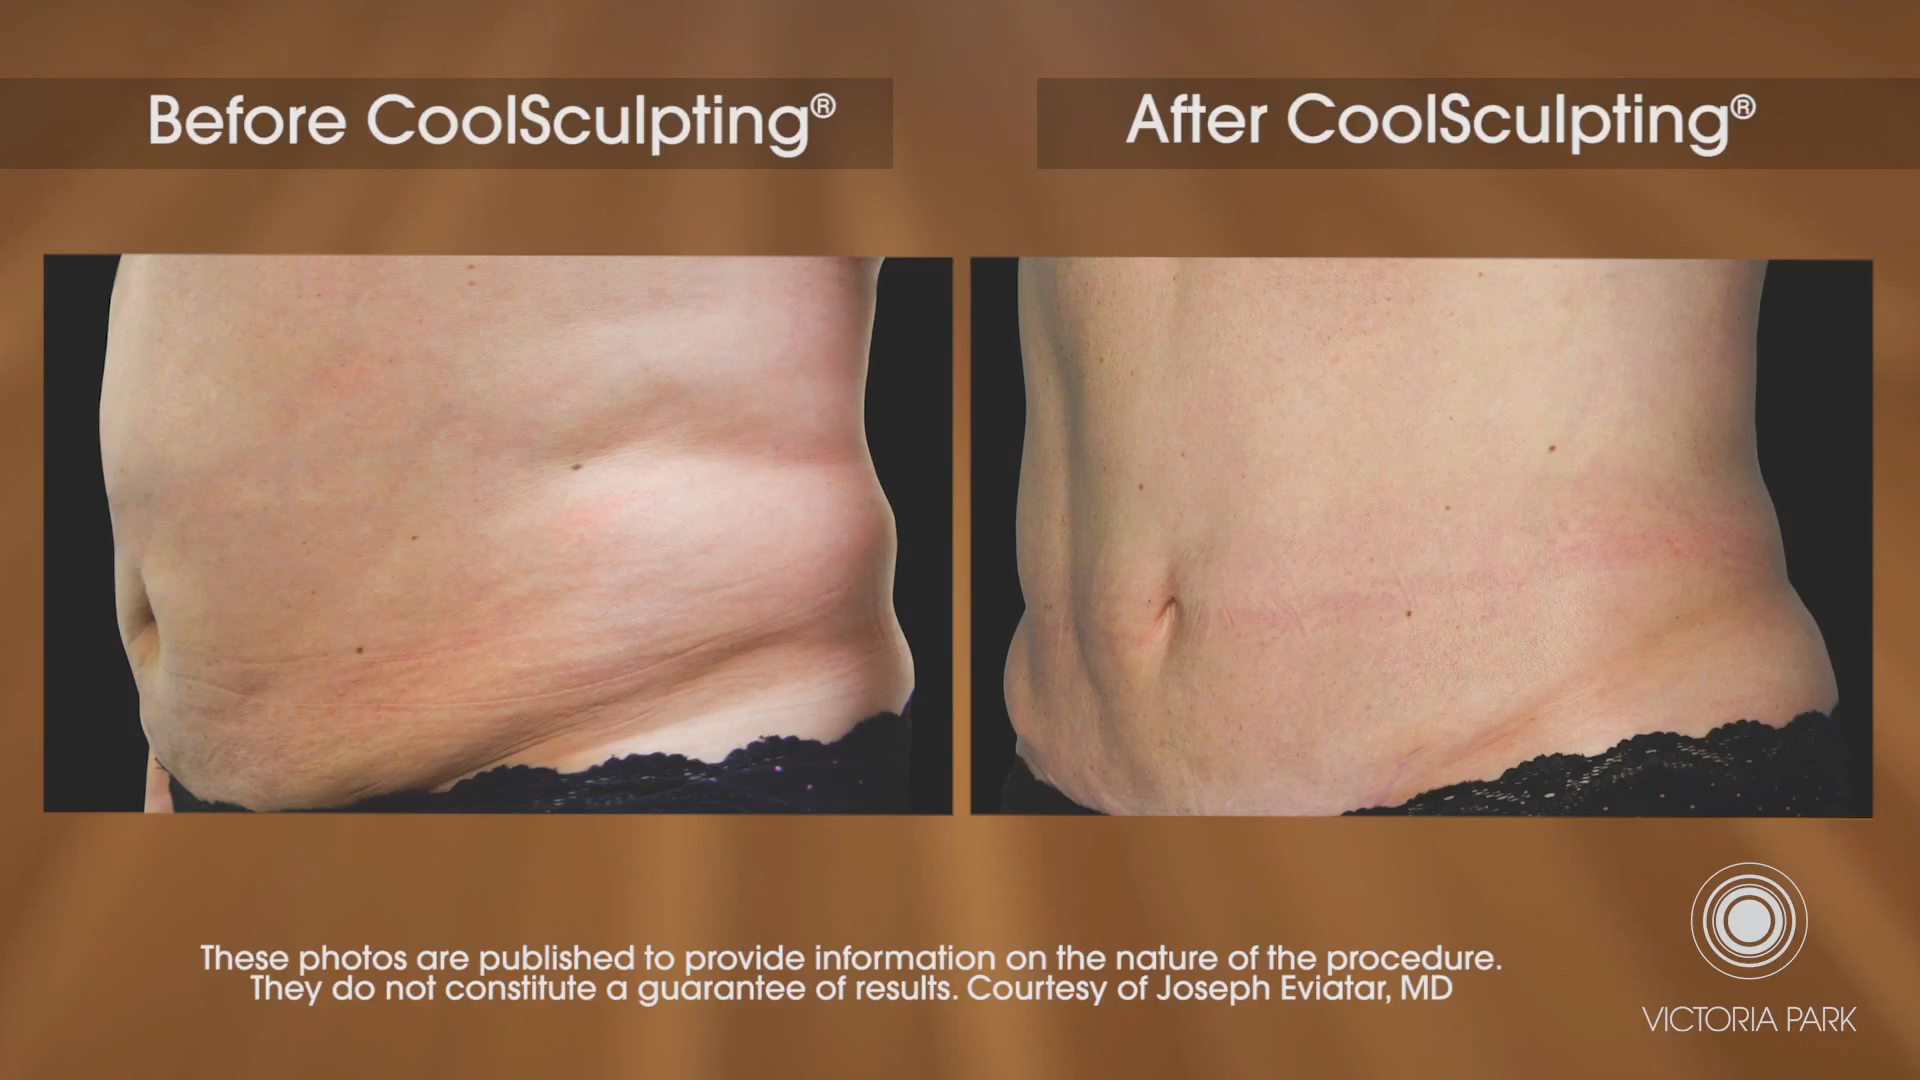 Before CoolSculpting®
After CoolSculpting®
These photos are published to provide information on the nature of the procedure.
They do not constitute a guarantee of results. Courtesy of Joseph Eviatar, MD
VICTORIA PARK